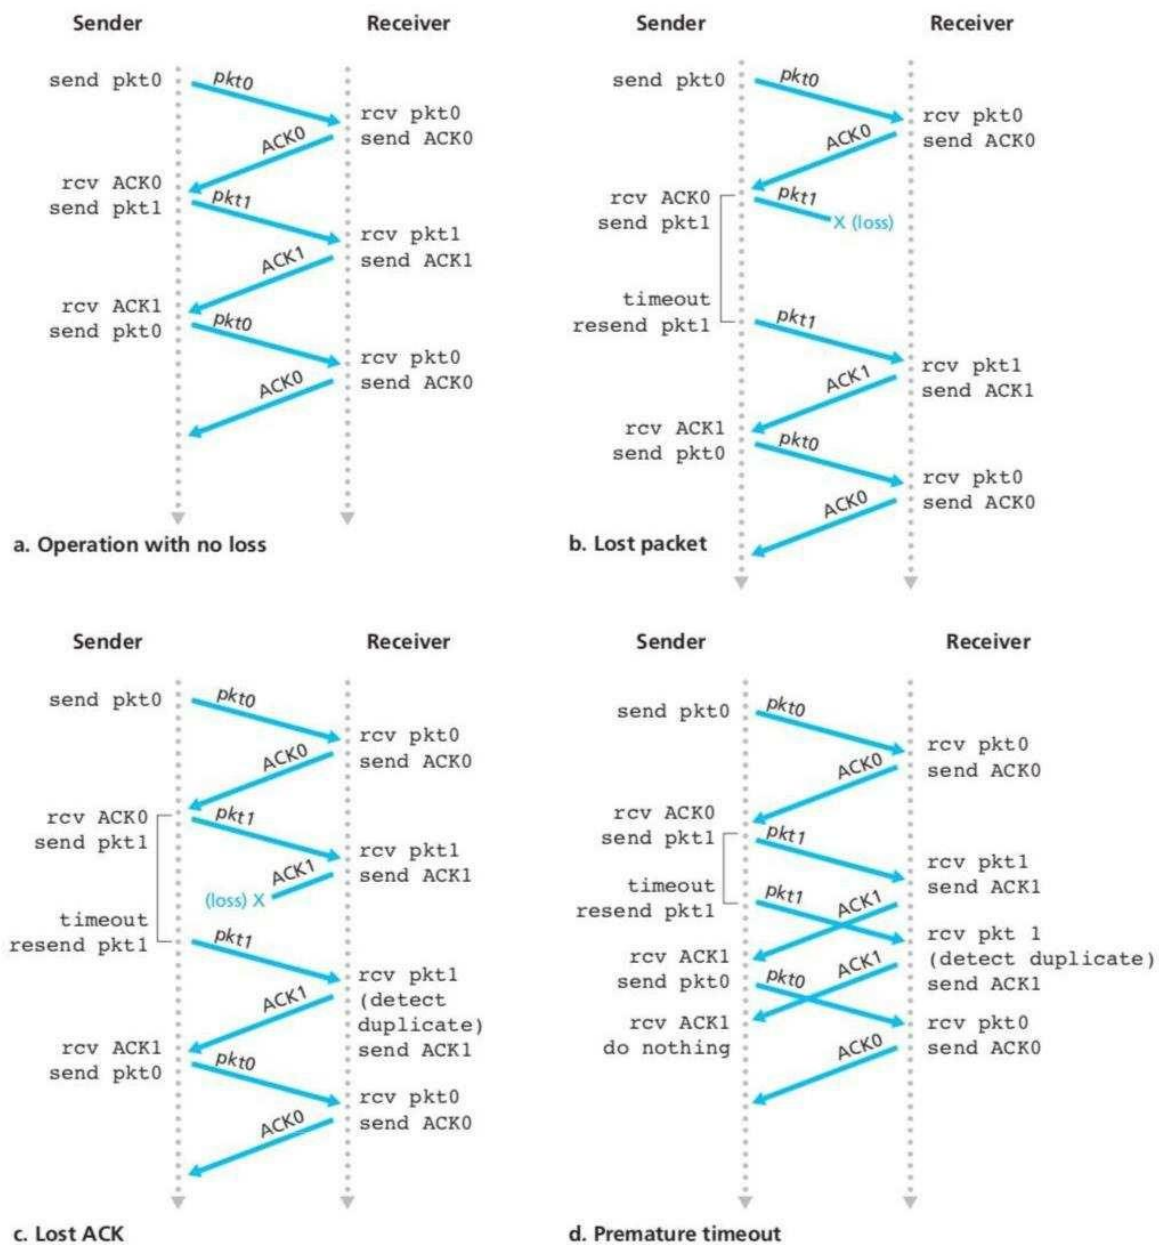 Sender
Receiver
send pkt0
pkt0
rcv pkt0
send ACK0
ACK0
rcv ACK0
send pkt1
pkt1
rcv pkt1
send ACK1
ACK1
rcv ACK1
send pkt0
pkt0
rcv pkt0
send ACK0
ACK0
a. Operation with no loss
Sender
Receiver
send pkt0
pkt0
rcv pkt0
send ACK0
ACK0
rcv ACK0
send pkt1
pkt1
X (loss)
timeout
resend pkt1
pkt1
rcv pkt1
send ACK1
ACK1
rcv ACK1
send pkt0
pkt0
rcv pkt0
send ACK0
ACK0
b. Lost packet
Sender
Receiver
send pkt0
pkt0
rcv pkt0
send ACK0
ACK0
rcv ACK0
send pkt1
pkt1
rcv pkt1
send ACK1
ACK1
(loss) X
timeout
resend pkt1
pkt1
rcv pkt1
(detect
duplicate)
send ACK1
ACK1
rcv ACK1
send pkt0
pkt0
rcv pkt0
send ACK0
ACK0
c. Lost ACK
Sender
Receiver
send pkt0
pkt0
rcv pkt0
send ACK0
ACK0
rcv ACK0
send pkt1
pkt1
rcv pkt1
send ACK1
ACK1
timeout
resend pkt1
pkt1
rcv pkt 1
(detect duplicate)
send ACK1
ACK1
rcv ACK1
send pkt0
pkt0
rcv ACK1
do nothing
rcv pkt0
send ACK0
ACK0
d. Premature timeout